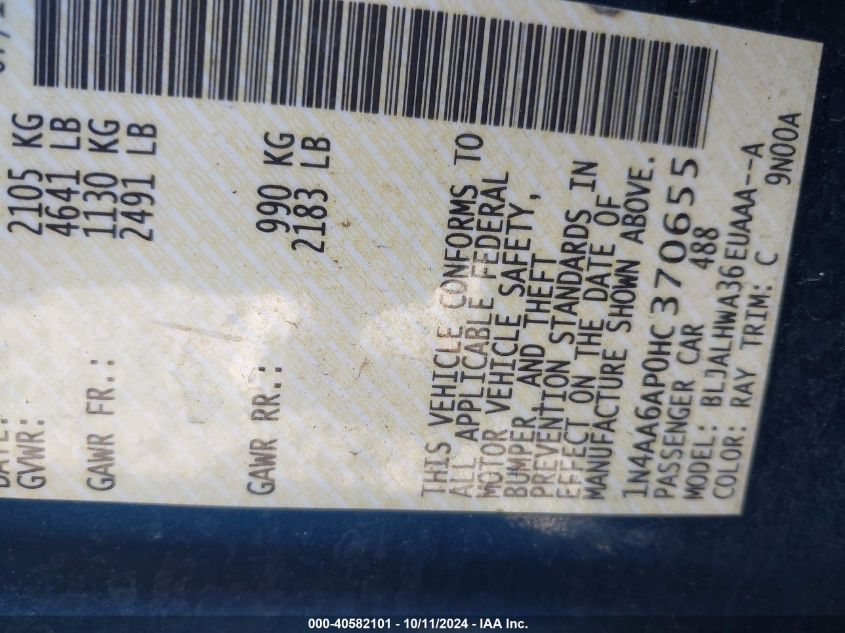 GVWR: 2105 KG
4641 LB
GAWR FR.: 1130 KG
2491 LB
GAWR RR.: 990 KG
2183 LB
THIS VEHICLE CONFORMS TO
ALL APPLICABLE FEDERAL
MOTOR VEHICLE SAFETY,
BUMPER, AND THEFT
PREVENTION STANDARDS IN
EFFECT ON THE DATE OF
MANUFACTURE SHOWN ABOVE.
1N4AA6AP0HC370655
PASSENGER CAR 488
MODEL: BLJALHWA36EUAAA--A
COLOR: RAY TRIM: C 9N00A
000-40582101 - 10/11/2024 - IAA Inc.